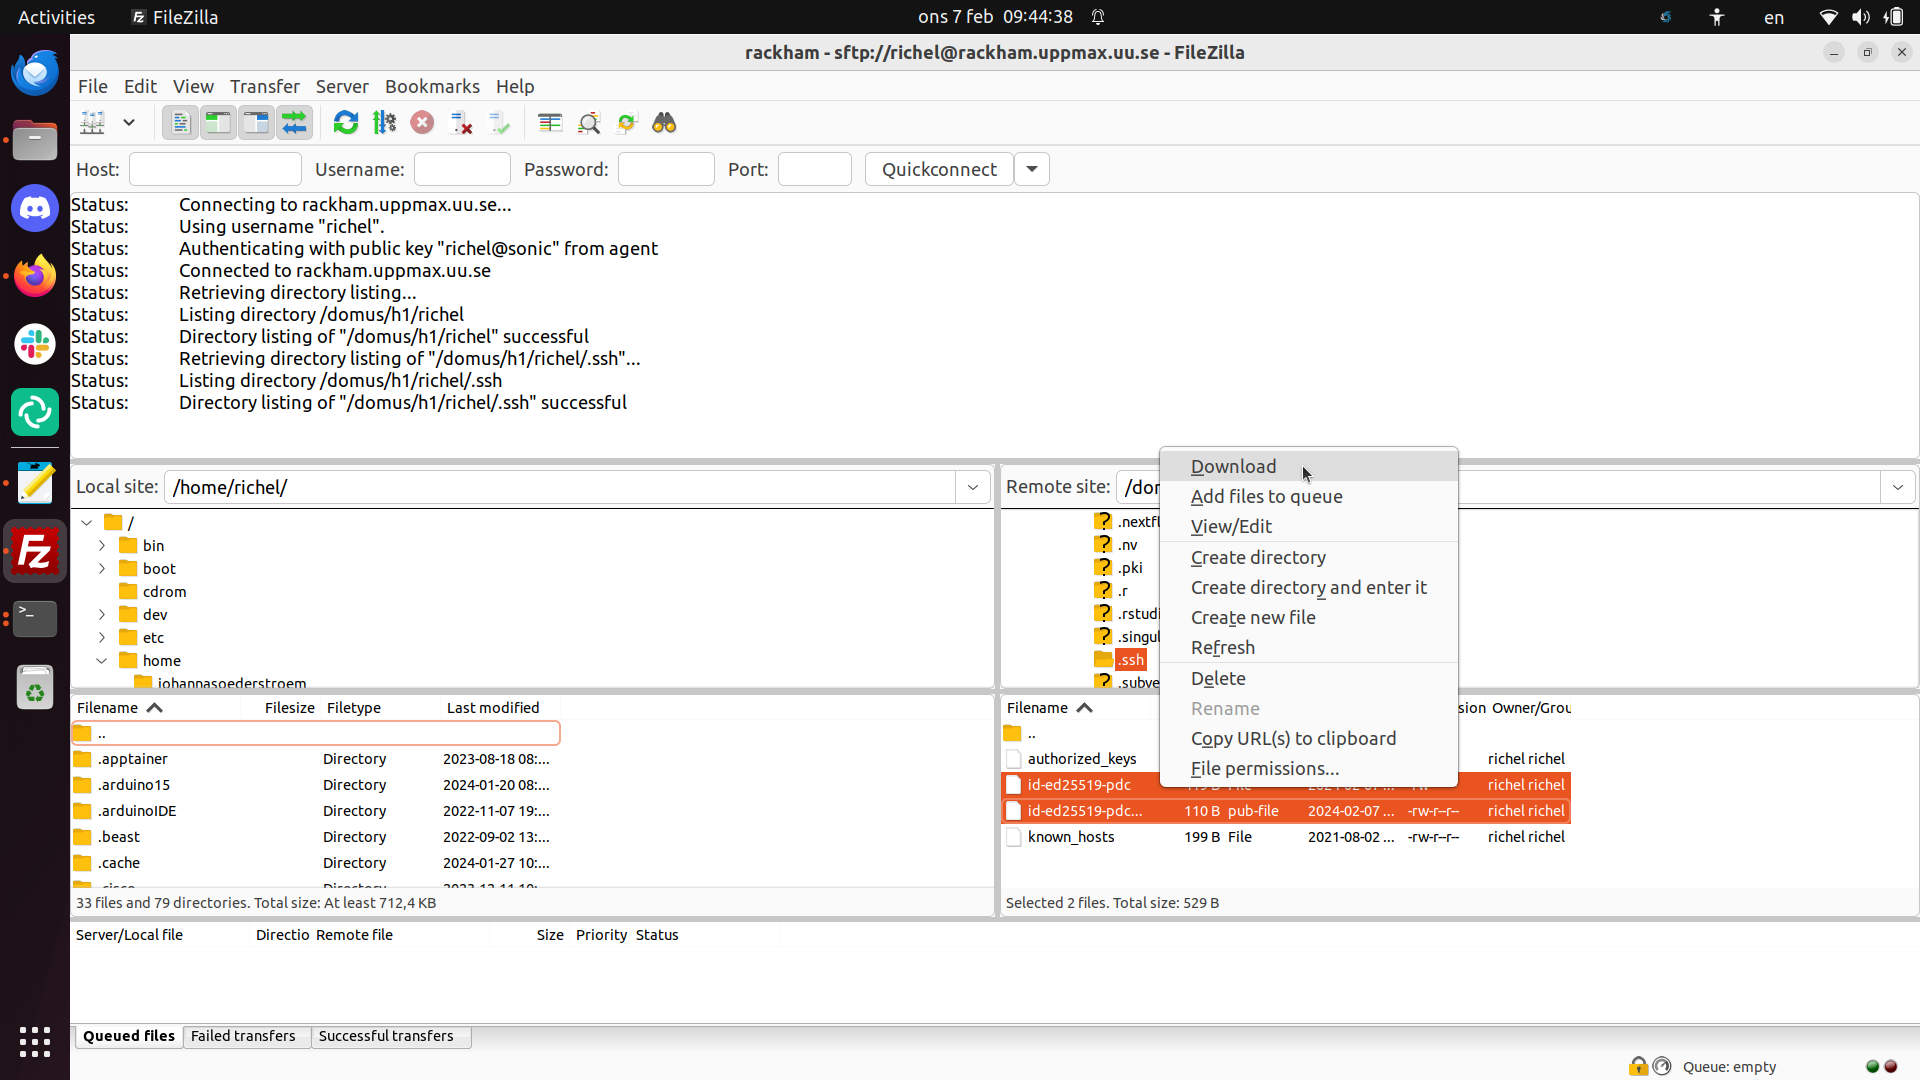 Activities FileZilla ons 7 feb 09:44:38 en
rackham - sftp://richel@rackham.uppmax.uu.se - FileZilla
File Edit View Transfer Server Bookmarks Help
Host: Username: Password: Port: Quickconnect
Status: Connecting to rackham.uppmax.uu.se...
Status: Using username "richel".
Status: Authenticating with public key "richel@sonic" from agent
Status: Connected to rackham.uppmax.uu.se
Status: Retrieving directory listing...
Status: Listing directory /domus/h1/richel
Status: Directory listing of "/domus/h1/richel" successful
Status: Retrieving directory listing of "/domus/h1/richel/.ssh"...
Status: Listing directory /domus/h1/richel/.ssh
Status: Directory listing of "/domus/h1/richel/.ssh" successful
Local site: /home/richel/
/
bin
boot
cdrom
dev
etc
home
johannasoederstroem
Filename Filesize Filetype Last modified
..
.apptainer Directory 2023-08-18 08:...
.arduino15 Directory 2024-01-20 08:...
.arduinoIDE Directory 2022-11-07 19:...
.beast Directory 2022-09-02 13:...
.cache Directory 2024-01-27 10:...
.cisco Directory 2023-12-11 10:...
33 files and 79 directories. Total size: At least 712,4 KB
Remote site: /dor
.nextfl
.nv
.pki
.r
.rstudi
.singul
.ssh
.subve
Download
Add files to queue
View/Edit
Create directory
Create directory and enter it
Create new file
Refresh
Delete
Rename
Copy URL(s) to clipboard
File permissions...
Filename sion Owner/Grou
..
authorized_keys richel richel
id-ed25519-pdc richel richel
id-ed25519-pdc... 110 B pub-file 2024-02-07 ... -rw-r--r-- richel richel
known_hosts 199 B File 2021-08-02 ... -rw-r--r-- richel richel
Selected 2 files. Total size: 529 B
Server/Local file Directio Remote file Size Priority Status
Queued files Failed transfers Successful transfers
Queue: empty